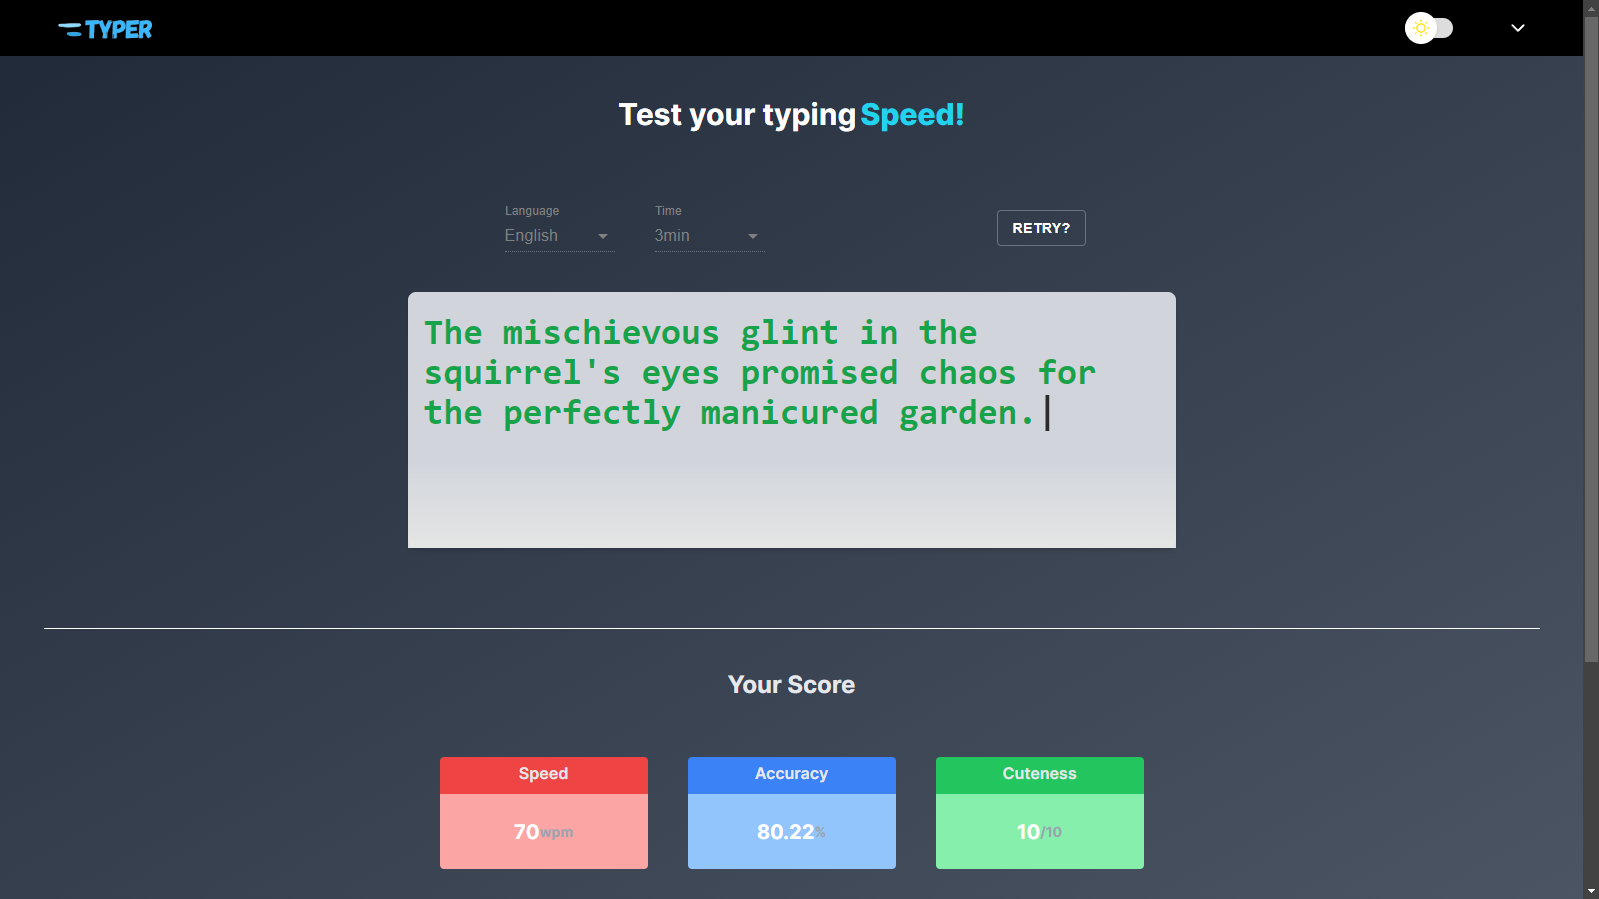 TYPER
Test your typing Speed!
Language
Time
English
3min
RETRY?
The mischievous glint in the
squirrel's eyes promised chaos for
the perfectly manicured garden.
Your Score
Speed
Accuracy
Cuteness
70wpm
80.22%
10/10